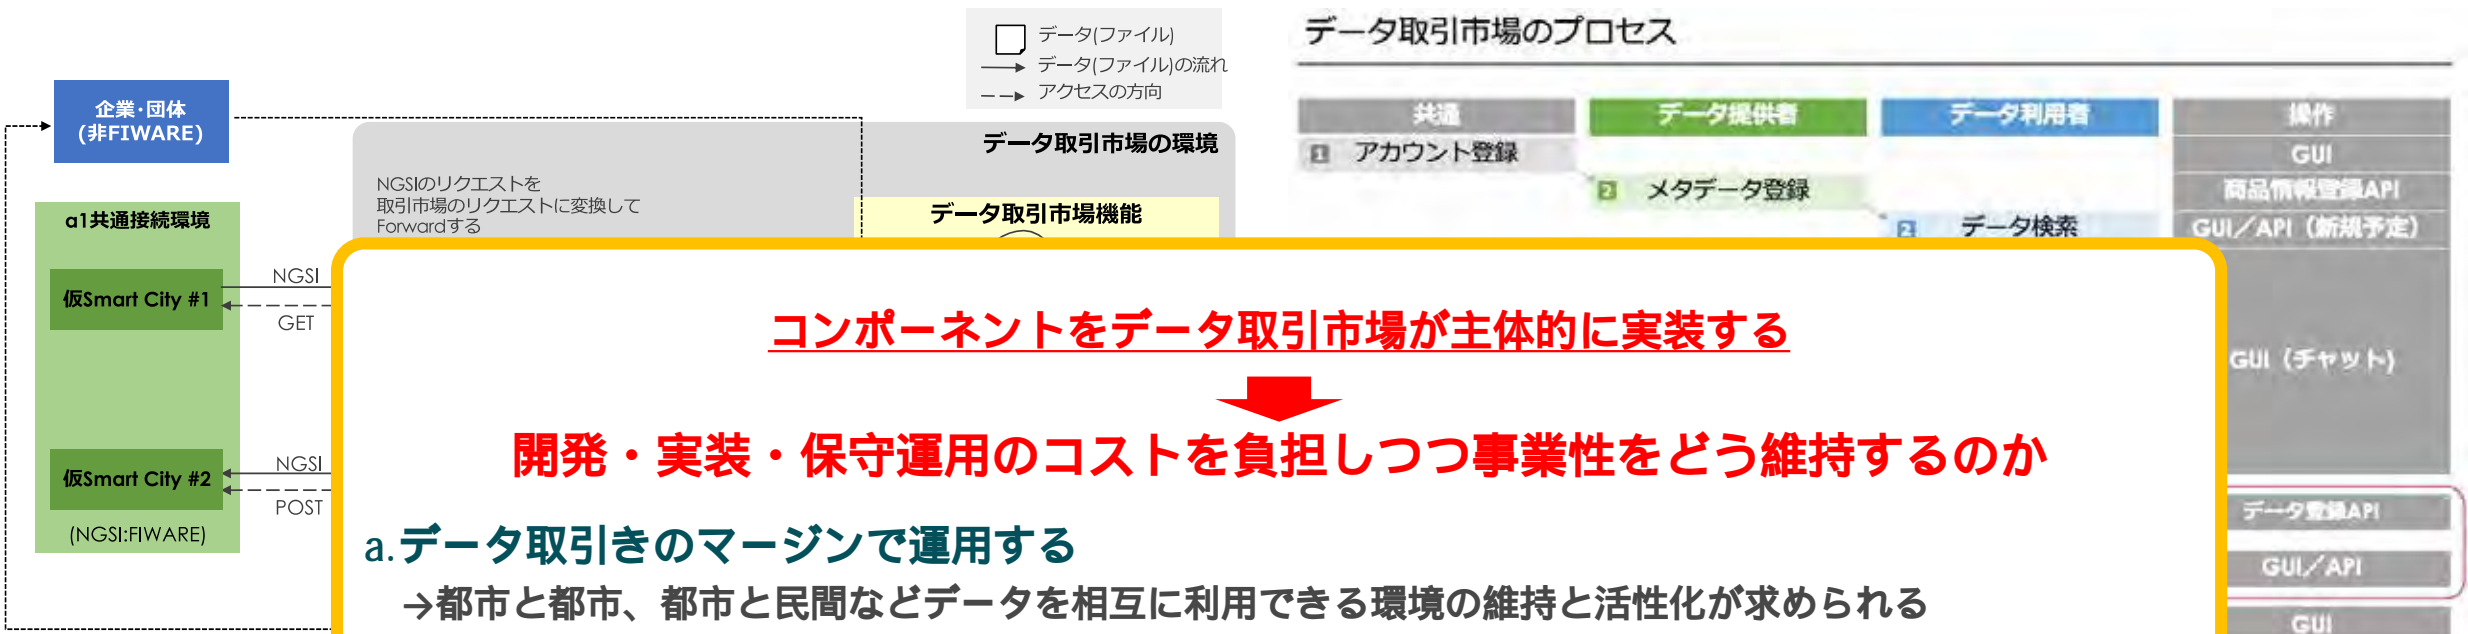 データ(ファイル)
データ(ファイル)の流れ
アクセスの方向
企業・団体
(非FIWARE)
データ取引市場の環境
NGSIのリクエストを
取引市場のリクエストに変換して
Forwardする
データ取引市場機能
a1共通接続環境
仮Smart City #1
NGSI
GET
仮Smart City #2
NGSI
POST
(NGSI:FIWARE)
データ取引市場のプロセス
共通
データ提供者
データ利用者
操作
1 アカウント登録
GUI
2 メタデータ登録
商品情報登録API
2 データ検索
GUI／API（新規予定）
GUI（チャット）
データ登録API
GUI／API
GUI
コンポーネントをデータ取引市場が主体的に実装する
開発・実装・保守運用のコストを負担しつつ事業性をどう維持するのか
a.データ取引きのマージンで運用する
→都市と都市、都市と民間などデータを相互に利用できる環境の維持と活性化が求められる